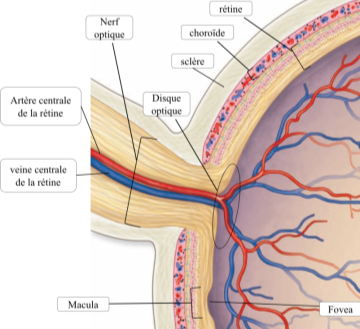 rétine
Nerf
optique
choroïde
sclère
Artère centrale
de la rétine
Disque
optique
veine centrale
de la rétine
Macula
Fovea